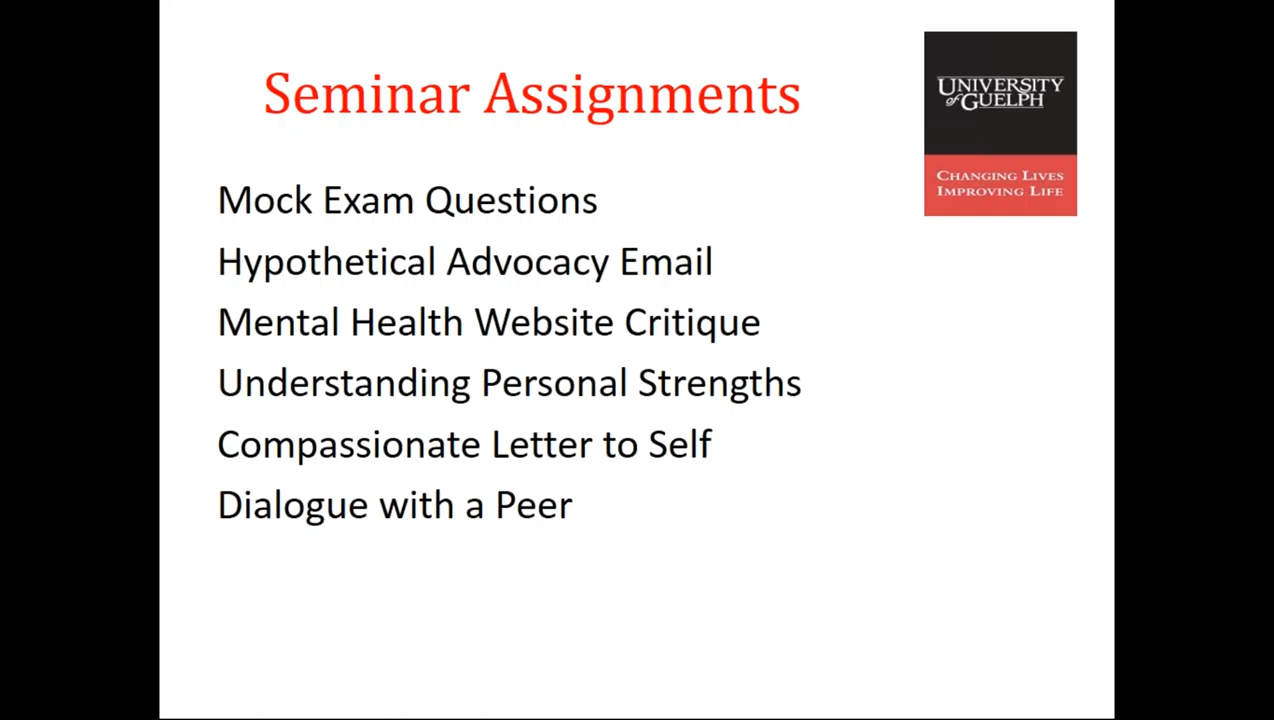 Seminar Assignments
UNIVERSITY
of GUELPH
CHANGING LIVES
IMPROVING LIFE
Mock Exam Questions
Hypothetical Advocacy Email
Mental Health Website Critique
Understanding Personal Strengths
Compassionate Letter to Self
Dialogue with a Peer